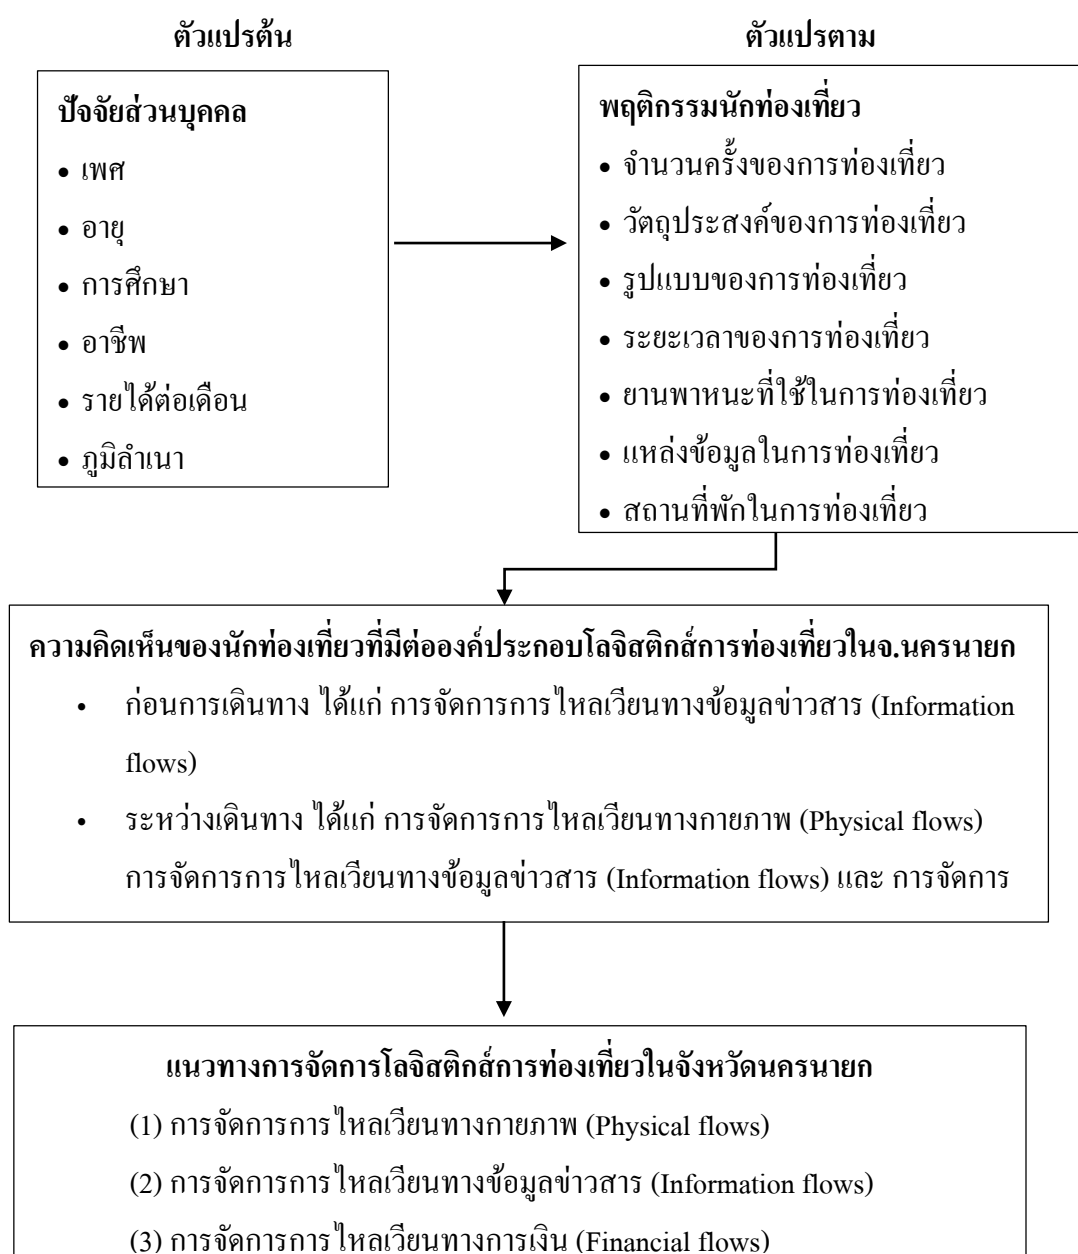 ตัวแปรต้น
ตัวแปรตาม
ปัจจัยส่วนบุคคล
• เพศ
• อายุ
• การศึกษา
• อาชีพ
• รายได้ต่อเดือน
• ภูมิลำเนา
พฤติกรรมนักท่องเที่ยว
• จำนวนครั้งของการท่องเที่ยว
• วัตถุประสงค์ของการท่องเที่ยว
• รูปแบบของการท่องเที่ยว
• ระยะเวลาของการท่องเที่ยว
• ยานพาหนะที่ใช้ในการท่องเที่ยว
• แหล่งข้อมูลในการท่องเที่ยว
• สถานที่พักในการท่องเที่ยว
ความคิดเห็นของนักท่องเที่ยวที่มีต่อองค์ประกอบโลจิสติกส์การท่องเที่ยวในจ.นครนายก
• ก่อนการเดินทาง ได้แก่ การจัดการการไหลเวียนทางข้อมูลข่าวสาร (Information
flows)
• ระหว่างเดินทาง ได้แก่ การจัดการการไหลเวียนทางกายภาพ (Physical flows)
การจัดการการไหลเวียนทางข้อมูลข่าวสาร (Information flows) และ การจัดการ
แนวทางการจัดการโลจิสติกส์การท่องเที่ยวในจังหวัดนครนายก
(1) การจัดการการไหลเวียนทางกายภาพ (Physical flows)
(2) การจัดการการไหลเวียนทางข้อมูลข่าวสาร (Information flows)
(3) การจัดการการไหลเวียนทางการเงิน (Financial flows)